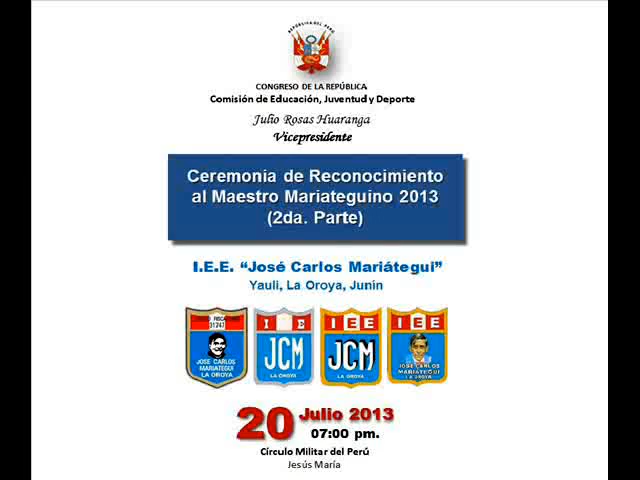 REPÚBLICA DEL PERÚ
CONGRESO DE LA REPÚBLICA
Comisión de Educación, Juventud y Deporte
Julio Rosas Huaranga
Vicepresidente
Ceremonia de Reconocimiento
al Maestro Mariateguino 2013
(2da. Parte)
I.E.E. “José Carlos Mariátegui”
Yauli, La Oroya, Junín
31747
JOSE CARLOS
MARIATEGUI
LA OROYA
I E
JCM
LA OROYA
IEE
JCM
LA OROYA
IEE
JOSE CARLOS
MARIATEGUI
LA OROYA
20 Julio 2013
07:00 pm.
Círculo Militar del Perú
Jesús María